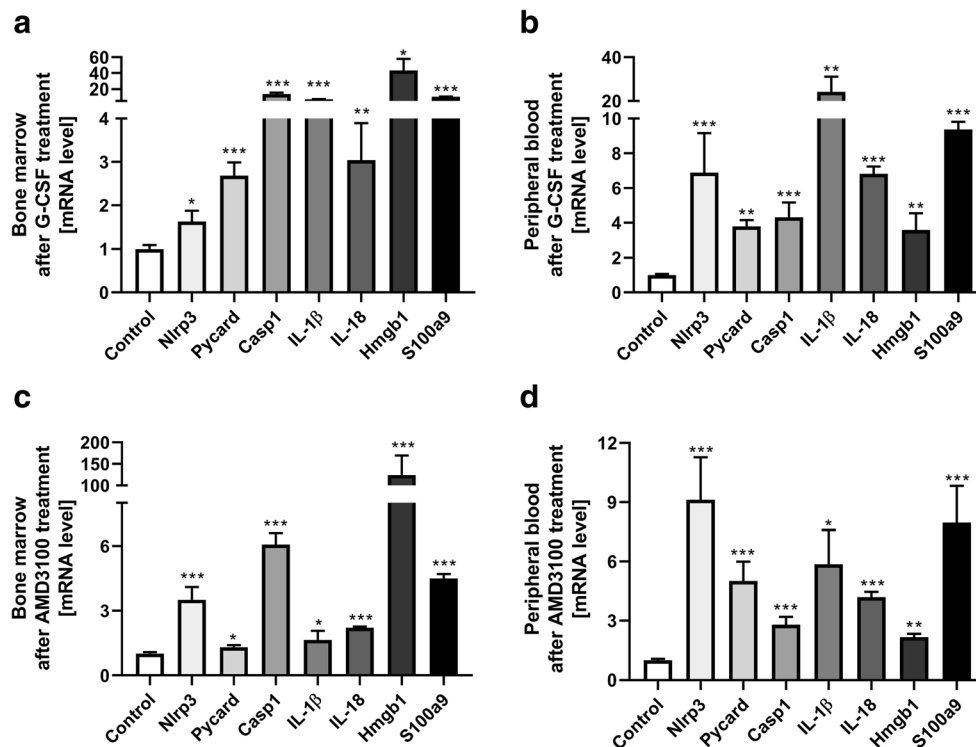 a
Bone marrow
after G-CSF treatment
[mRNA level]
60
40
20
4
3
2
1
0
*
***
***
***
**
*
***
Control
Nlrp3
Pycard
Casp1
IL-1β
IL-18
Hmgb1
S100a9
b
Peripheral blood
after G-CSF treatment
[mRNA level]
40
20
10
8
6
4
2
0
***
**
***
**
***
**
***
Control
Nlrp3
Pycard
Casp1
IL-1β
IL-18
Hmgb1
S100a9
c
Bone marrow
after AMD3100 treatment
[mRNA level]
200
150
100
6
3
0
***
*
***
*
***
***
***
Control
Nlrp3
Pycard
Casp1
IL-1β
IL-18
Hmgb1
S100a9
d
Peripheral blood
after AMD3100 treatment
[mRNA level]
12
9
6
3
0
***
***
***
*
***
**
***
Control
Nlrp3
Pycard
Casp1
IL-1β
IL-18
Hmgb1
S100a9